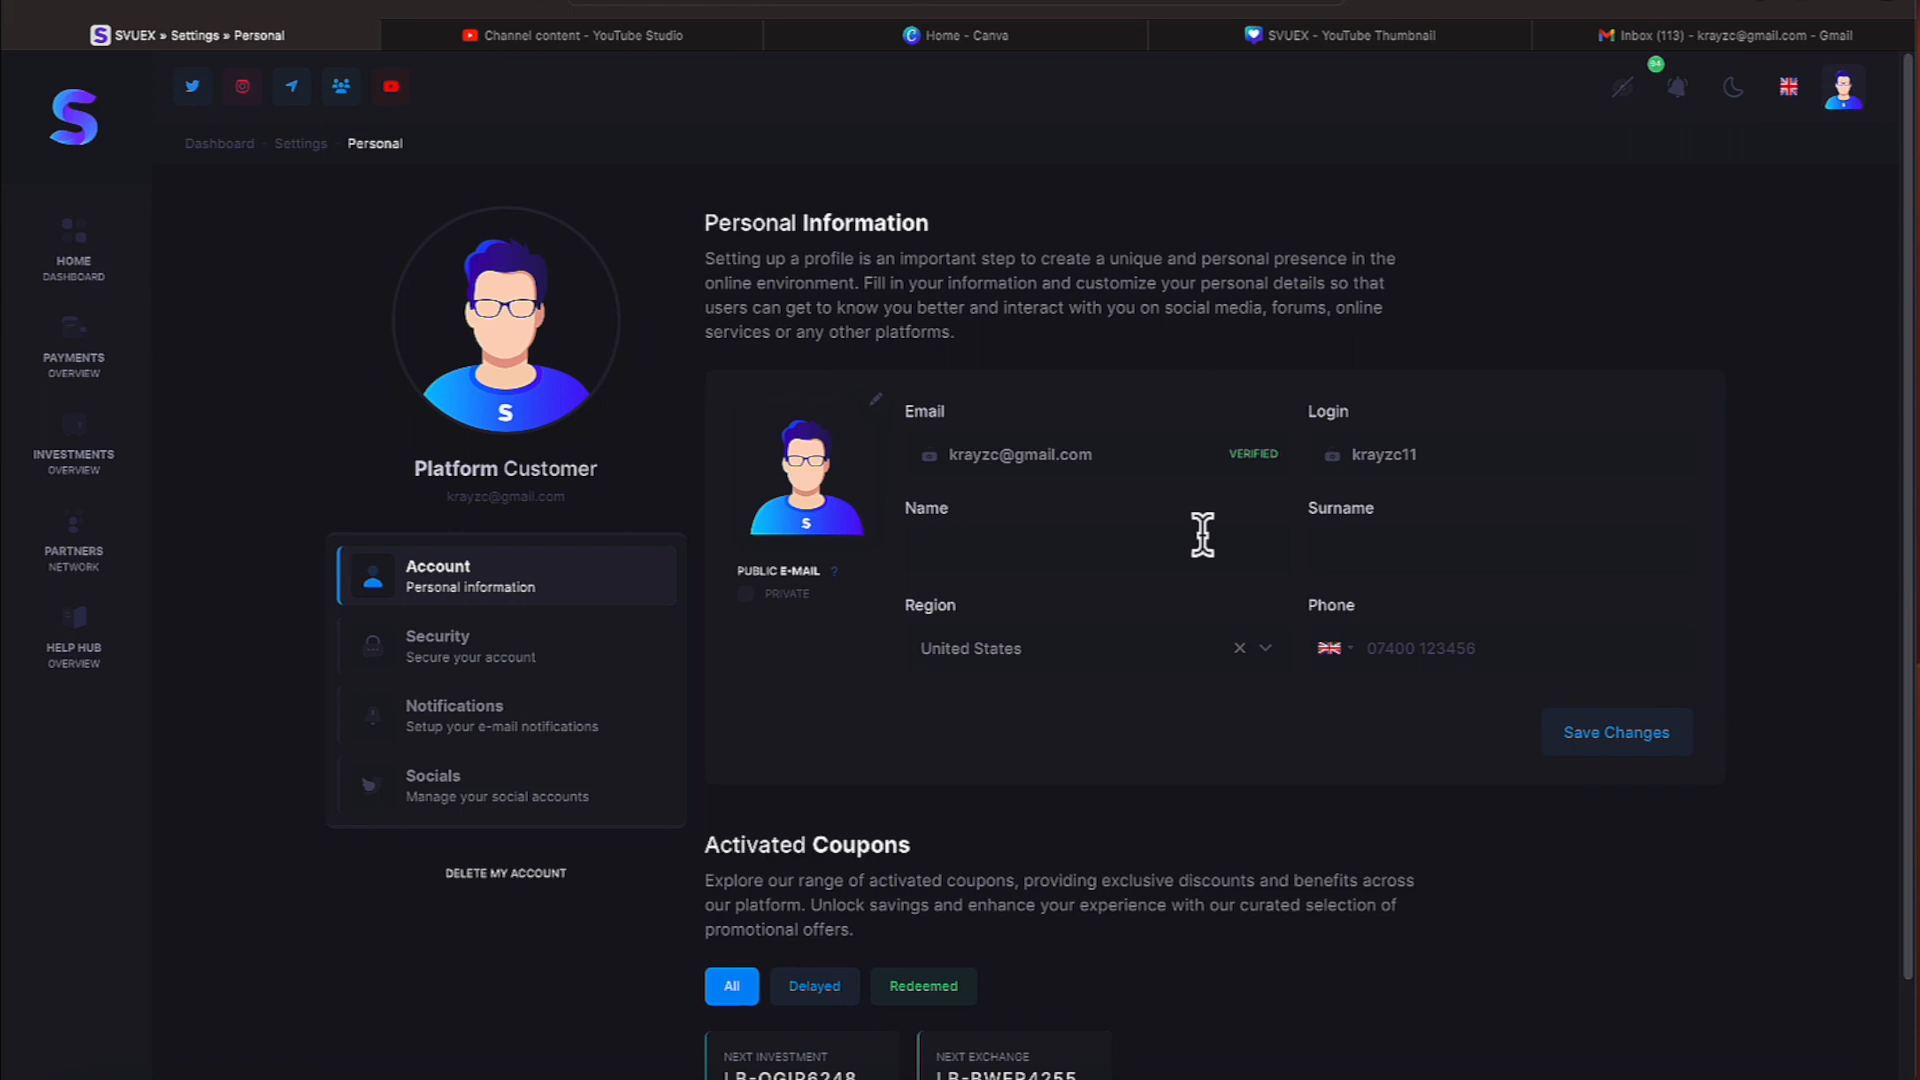 SVUEX » Settings » Personal
Channel content - YouTube Studio
Home - Canva
SVUEX - YouTube Thumbnail
Inbox (113) - krayzc@gmail.com - Gmail
S
94
Dashboard - Settings - Personal
HOME
DASHBOARD
PAYMENTS
OVERVIEW
INVESTMENTS
OVERVIEW
PARTNERS
NETWORK
HELP HUB
OVERVIEW
S
Platform Customer
krayzc@gmail.com
Account
Personal information
Security
Secure your account
Notifications
Setup your e-mail notifications
Socials
Manage your social accounts
DELETE MY ACCOUNT
Personal Information
Setting up a profile is an important step to create a unique and personal presence in the
online environment. Fill in your information and customize your personal details so that
users can get to know you better and interact with you on social media, forums, online
services or any other platforms.
S
PUBLIC E-MAIL ?
PRIVATE
Email
krayzc@gmail.com VERIFIED
Login
krayzc11
Name
Surname
Region
United States
Phone
07400 123456
Save Changes
Activated Coupons
Explore our range of activated coupons, providing exclusive discounts and benefits across
our platform. Unlock savings and enhance your experience with our curated selection of
promotional offers.
All
Delayed
Redeemed
NEXT INVESTMENT
NEXT EXCHANGE